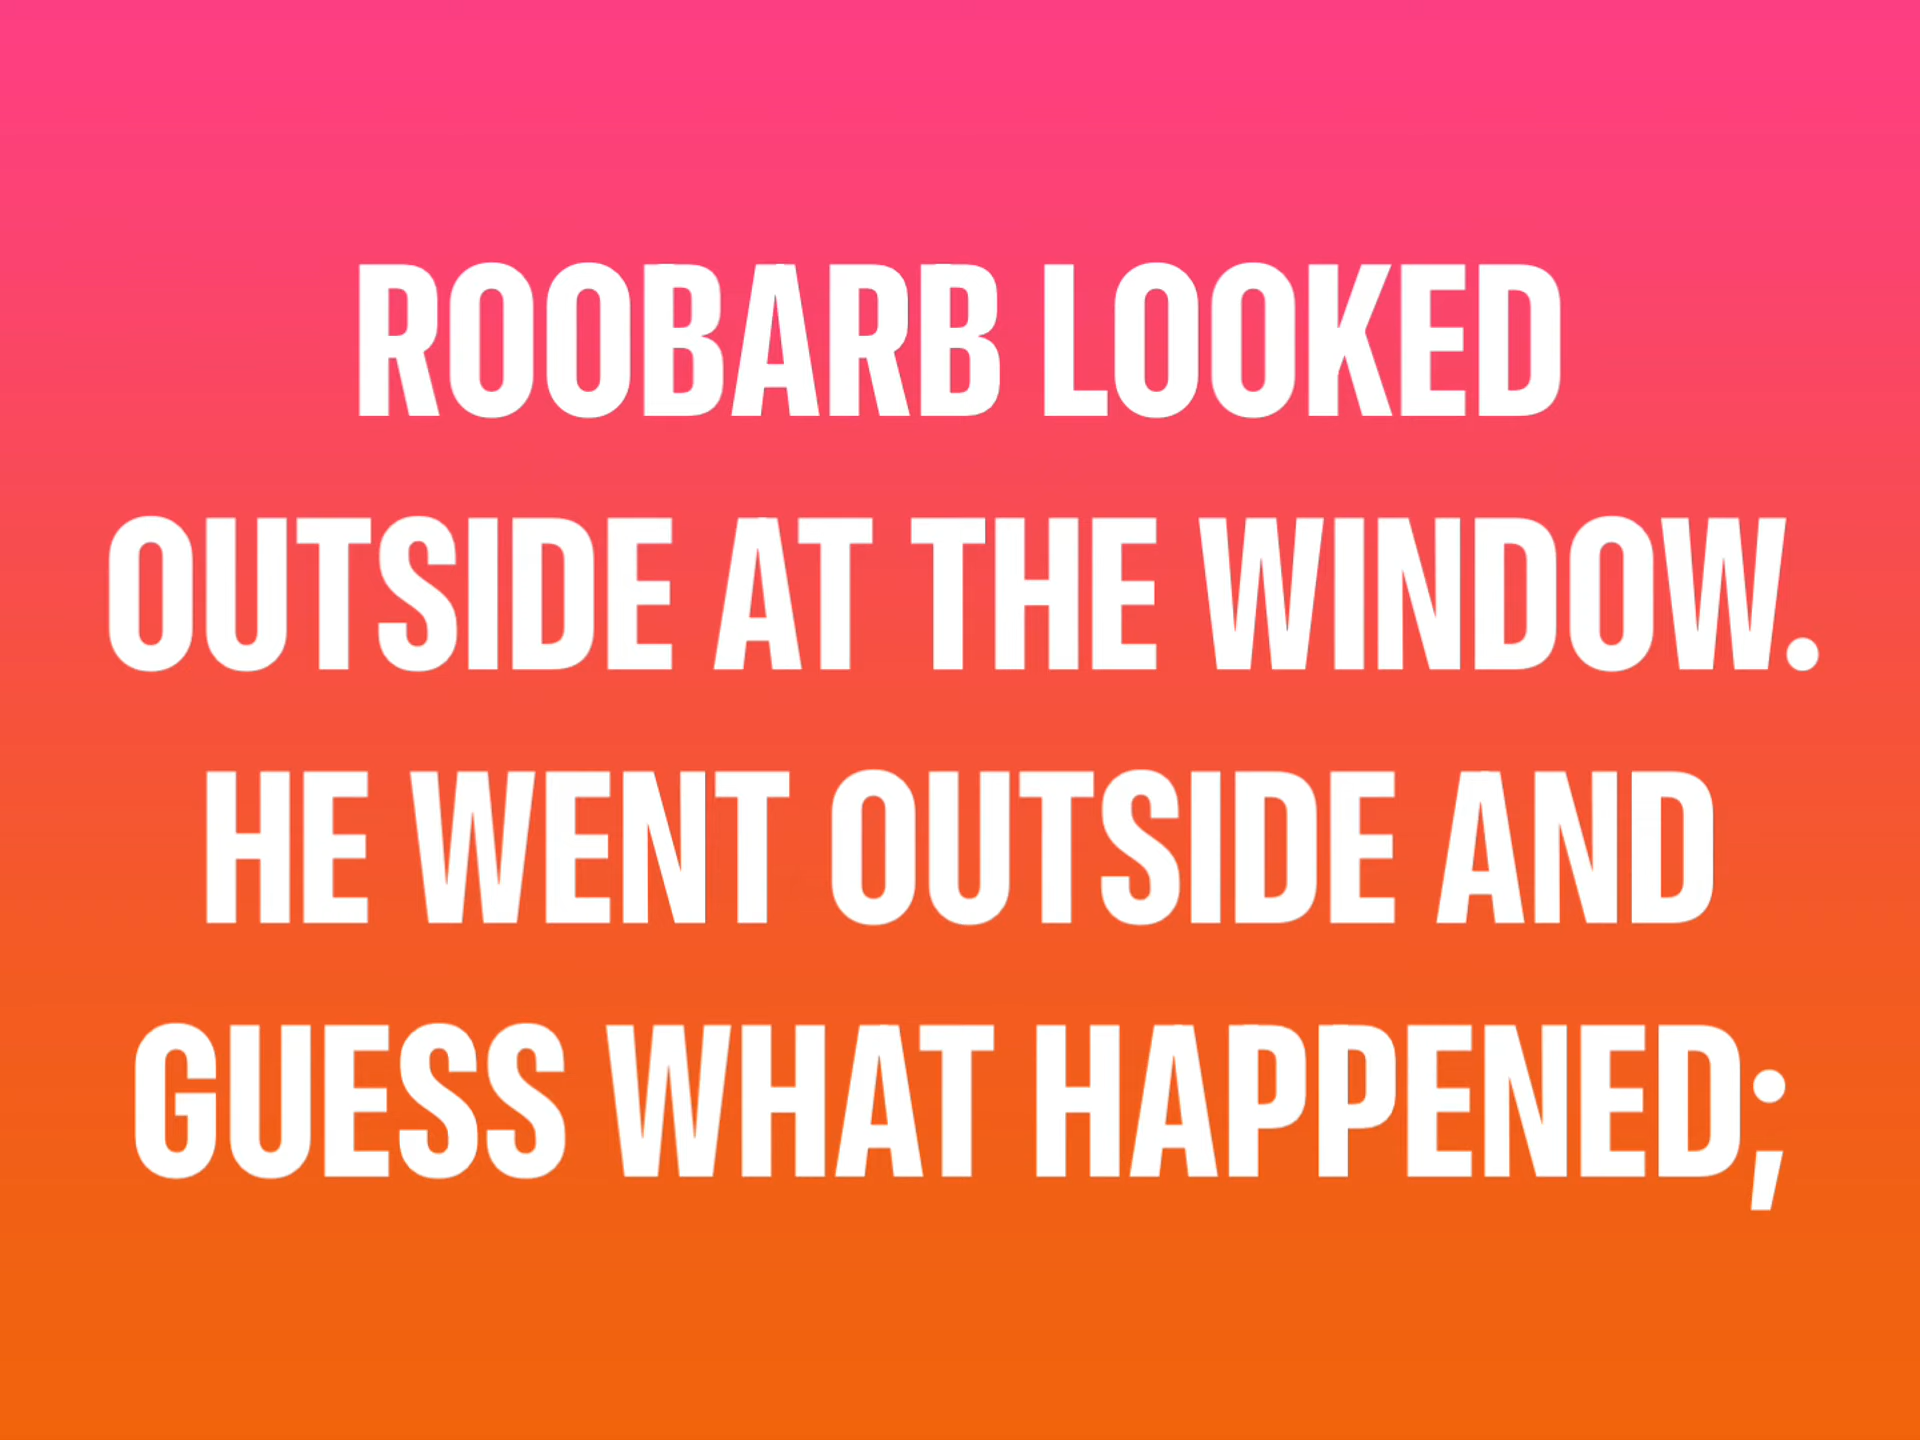 ROOBARB LOOKED
OUTSIDE AT THE WINDOW.
HE WENT OUTSIDE AND
GUESS WHAT HAPPENED;